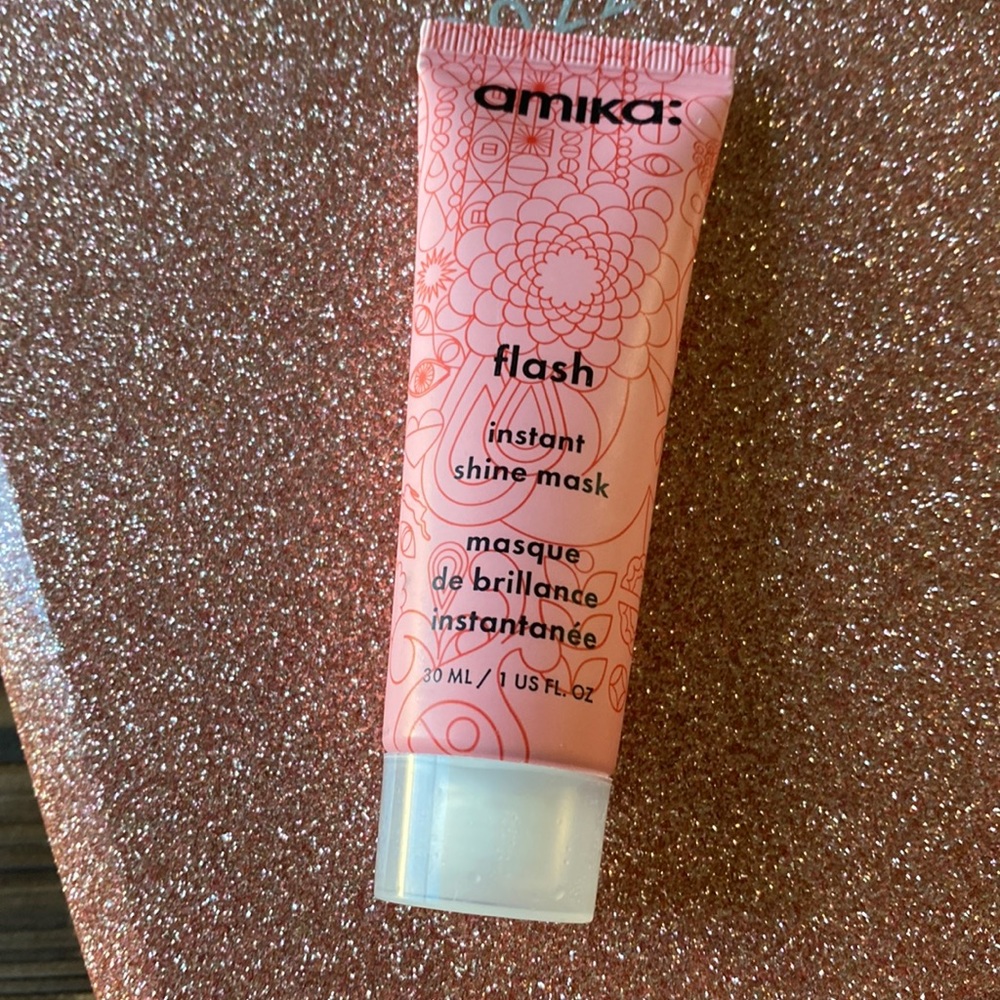 amika:
flash
instant
shine mask
masque
de brillance
instantanée
30 ML / 1 US FL. OZ